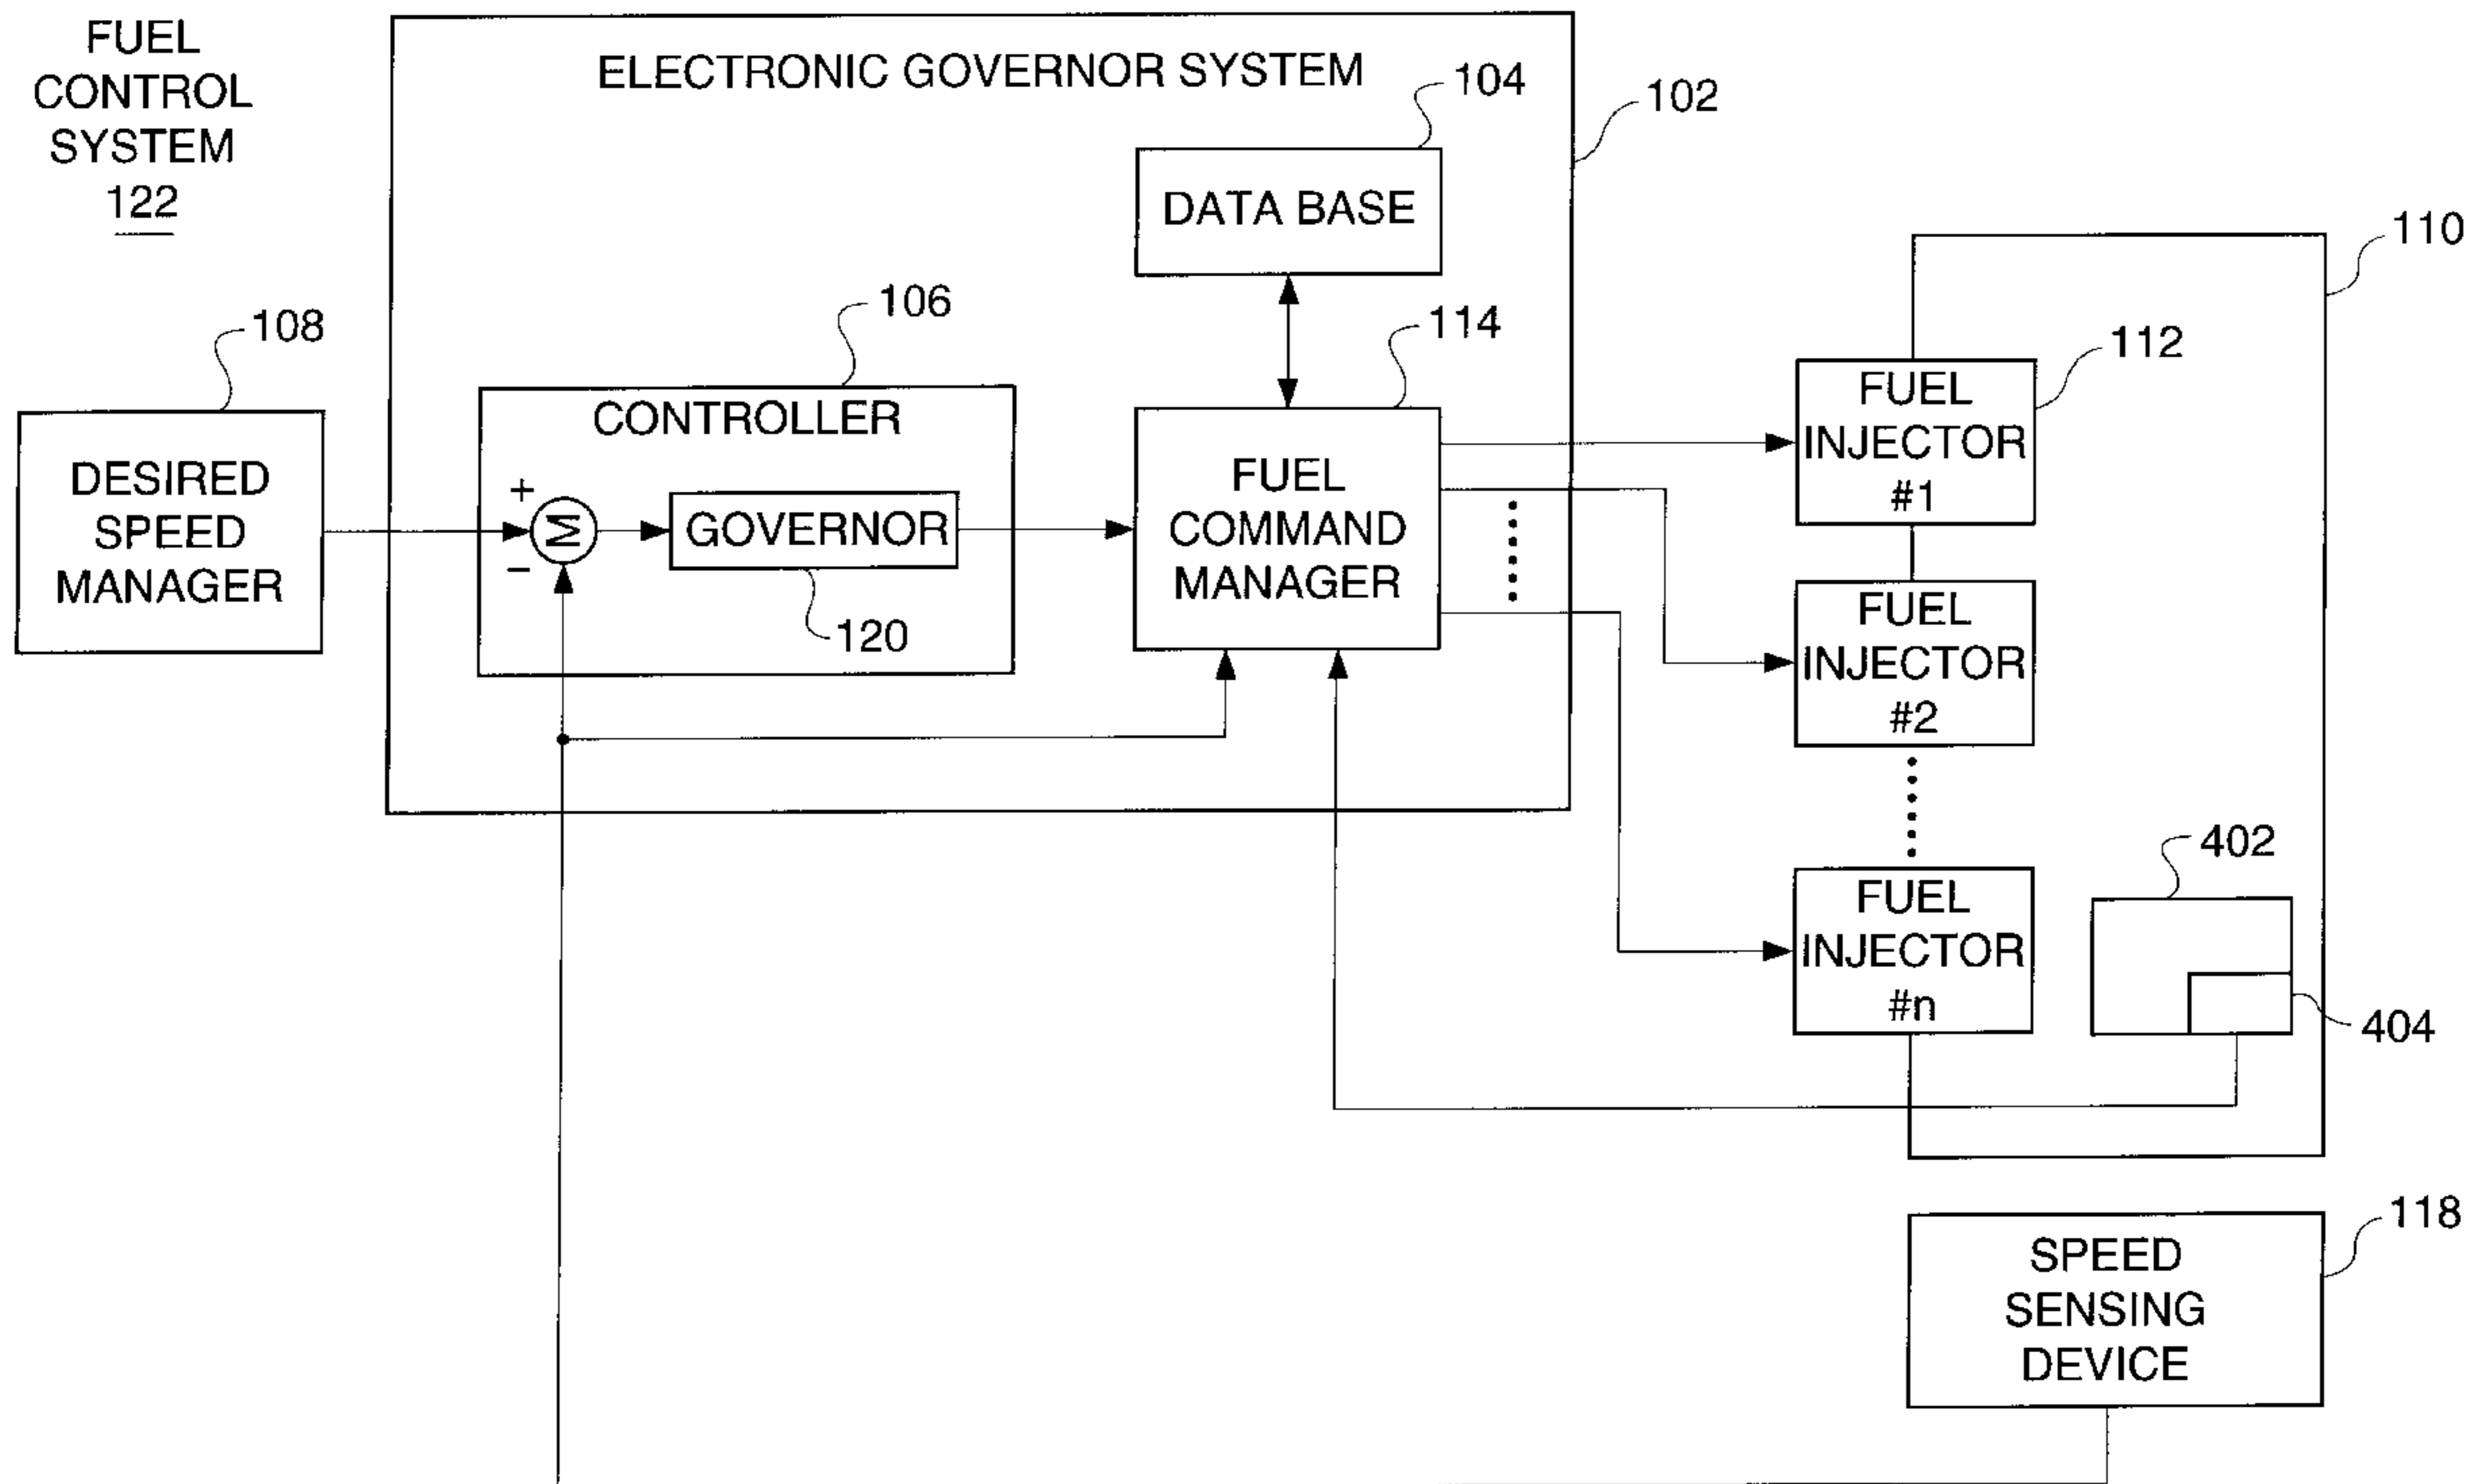 FUEL
CONTROL
SYSTEM
122
ELECTRONIC GOVERNOR SYSTEM
104
102
DATA BASE
110
108
106
114
112
DESIRED
SPEED
MANAGER
CONTROLLER
+
Σ
−
GOVERNOR
120
FUEL
COMMAND
MANAGER
FUEL
INJECTOR
#1
FUEL
INJECTOR
#2
402
FUEL
INJECTOR
#n
404
118
SPEED
SENSING
DEVICE